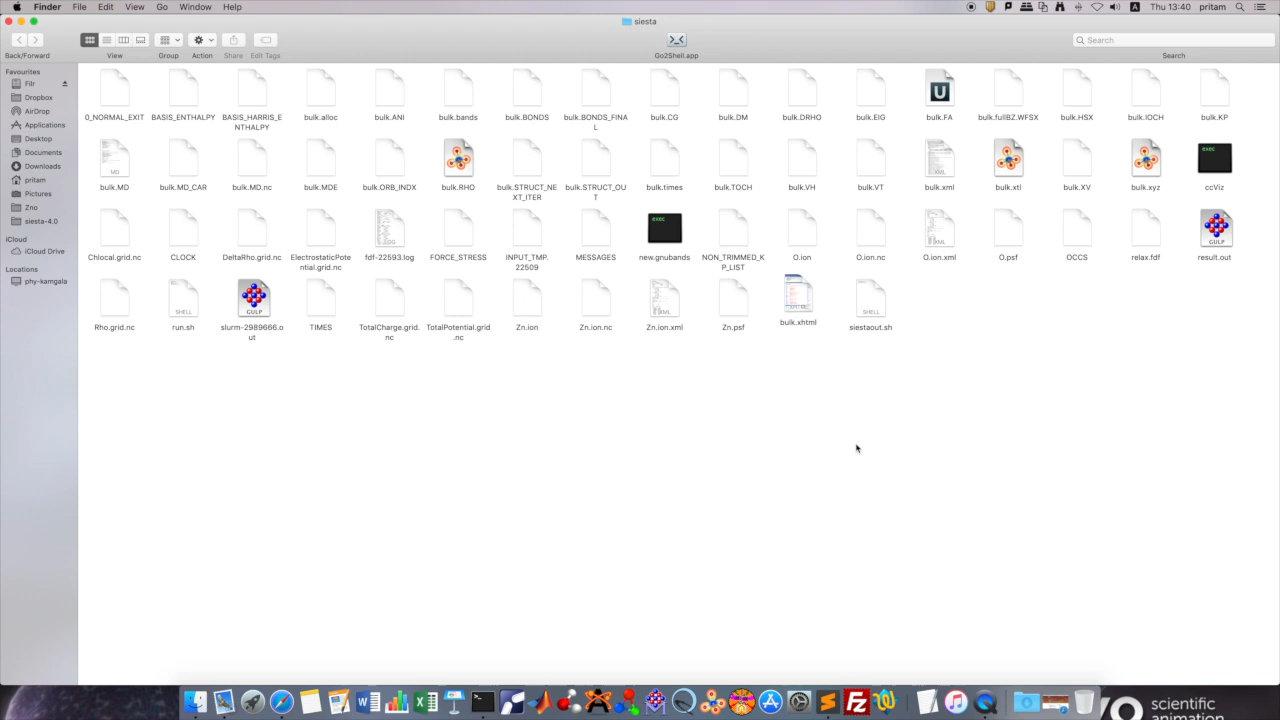 Finder File Edit View Go Window Help A Thu 13:40 pritam
siesta
Back/Forward View Group Action Share Edit Tags Go2Shell.app Search Search
Favourites
Filr
Dropbox
AirDrop
Applications
Desktop
Documents
Downloads
pritam
Pictures
Zno
siesta-4.0
iCloud
iCloud Drive
Locations
phy-kamgala
0_NORMAL_EXIT BASIS_ENTHALPY BASIS_HARRIS_E bulk.alloc bulk.ANI bulk.bands bulk.BONDS bulk.BONDS_FINA bulk.CG bulk.DM bulk.DRHO bulk.EIG bulk.FA bulk.fullBZ.WFSX bulk.HSX bulk.IOCH bulk.KP
NTHALPY L
bulk.MD bulk.MD_CAR bulk.MD.nc bulk.MDE bulk.ORB_INDX bulk.RHO bulk.STRUCT_NE bulk.STRUCT_OU bulk.times bulk.TOCH bulk.VH bulk.VT bulk.xml bulk.xtl bulk.XV bulk.xyz ccViz
XT_ITER T
Chlocal.grid.nc CLOCK DeltaRho.grid.nc ElectrostaticPote fdf-22593.log FORCE_STRESS INPUT_TMP. MESSAGES new.gnubands NON_TRIMMED_K O.ion O.ion.nc O.ion.xml O.psf OCCS relax.fdf result.out
ntial.grid.nc 22509 P_LIST
Rho.grid.nc run.sh slurm-2989666.o TIMES TotalCharge.grid. TotalPotential.grid Zn.ion Zn.ion.nc Zn.ion.xml Zn.psf bulk.xhtml siestaout.sh
ut nc .nc
scientific
animation